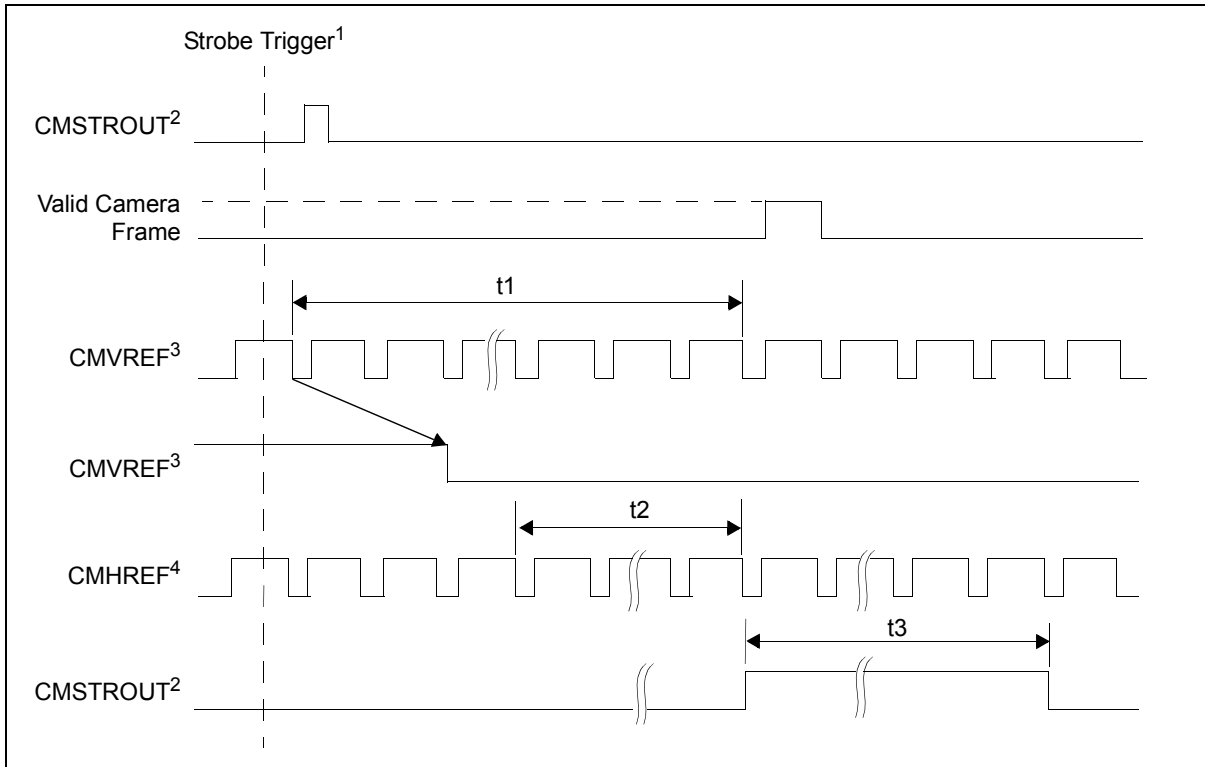 Strobe Trigger1
CMSTROUT2
Valid Camera
Frame
t1
CMVREF3
CMVREF3
t2
CMHREF4
t3
CMSTROUT2